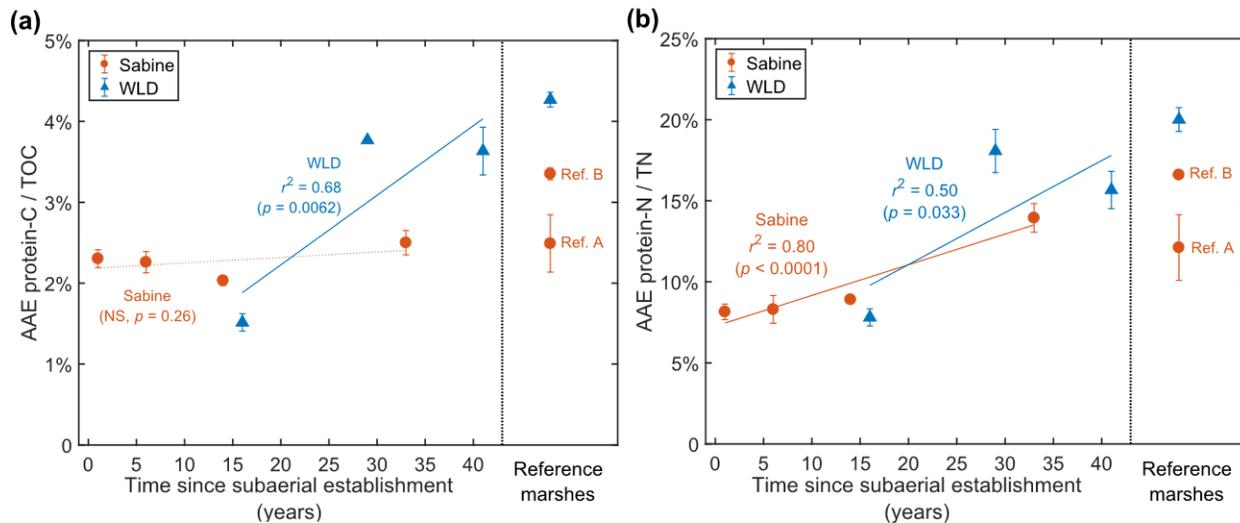 (a)
5%
4%
3%
2%
1%
0
AAE protein-C / TOC
Sabine
WLD
WLD
r² = 0.68
(p = 0.0062)
Sabine
(NS, p = 0.26)
Ref. B
Ref. A
0 5 10 15 20 25 30 35 40
Time since subaerial establishment
(years)
Reference
marshes
(b)
25%
20%
15%
10%
5%
0
AAE protein-N / TN
Sabine
WLD
WLD
r² = 0.50
(p = 0.033)
Sabine
r² = 0.80
(p < 0.0001)
Ref. B
Ref. A
0 5 10 15 20 25 30 35 40
Time since subaerial establishment
(years)
Reference
marshes